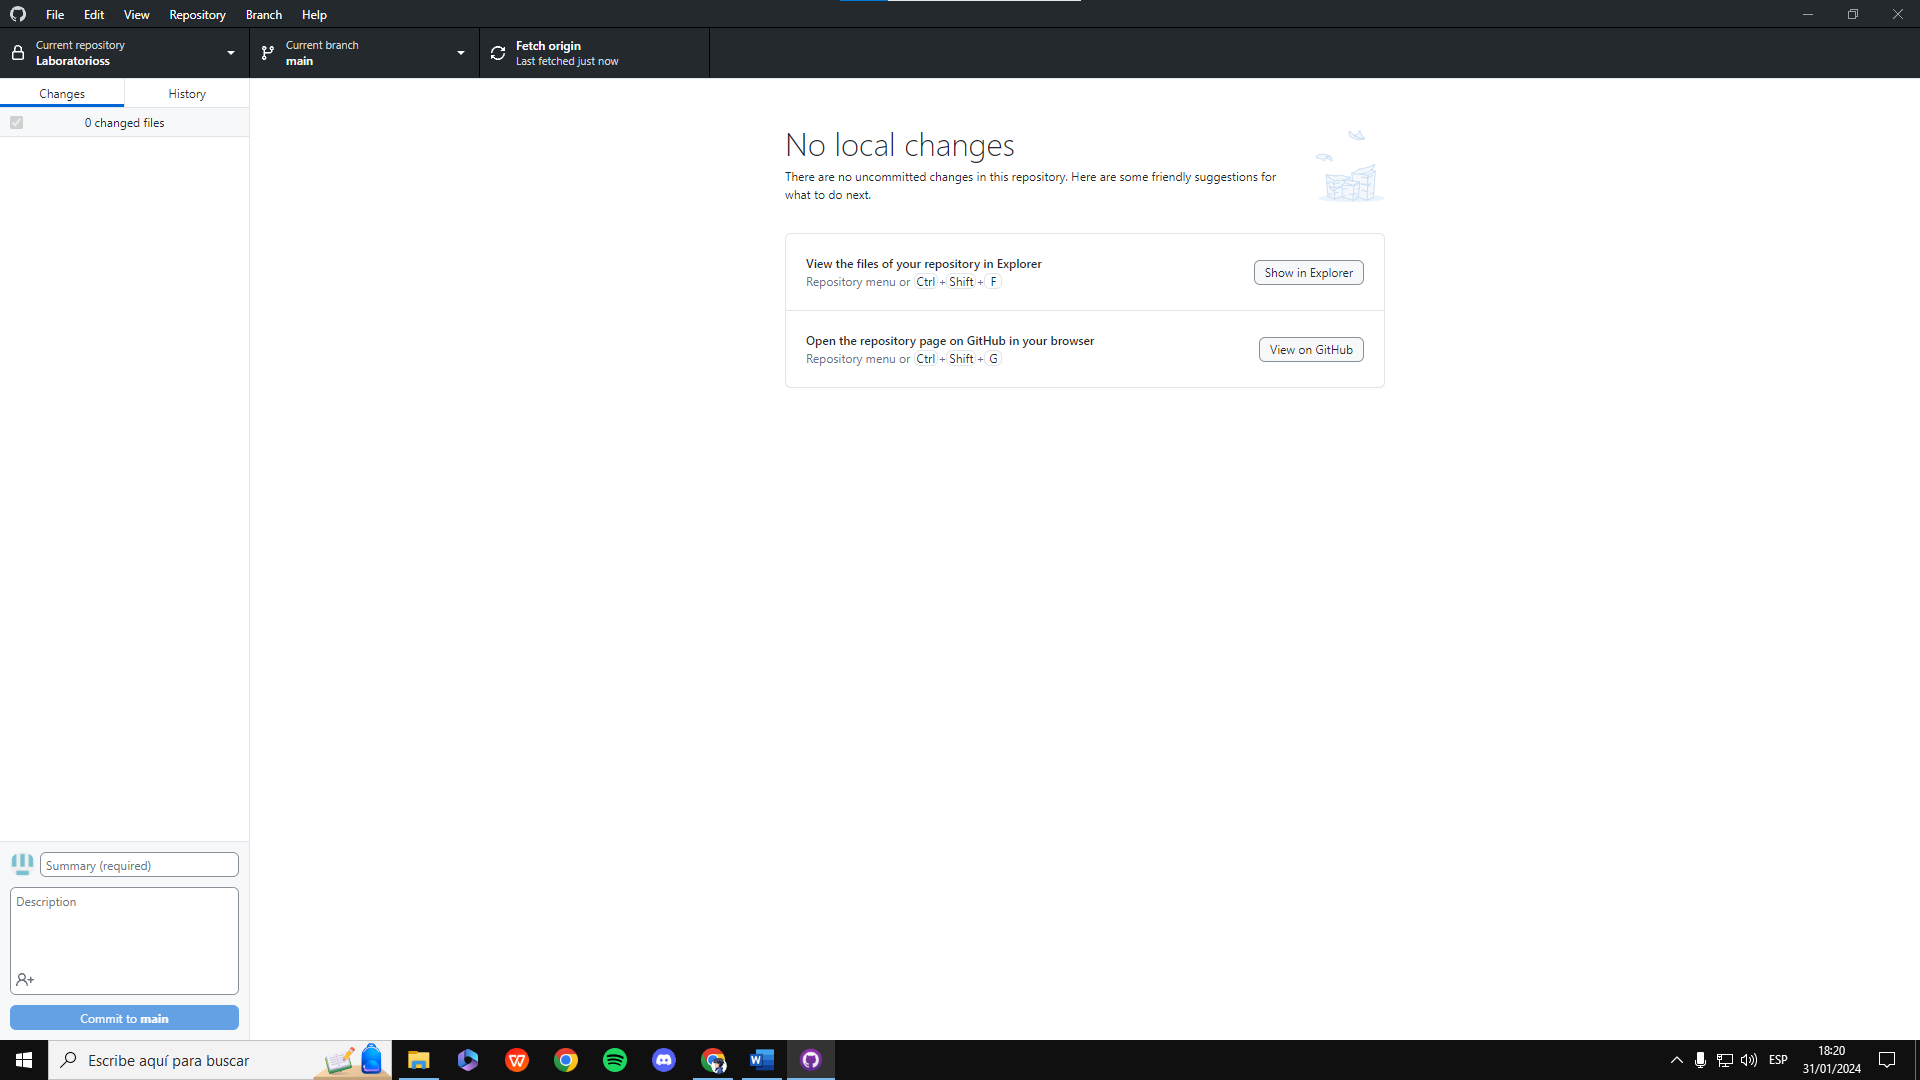 File Edit View Repository Branch Help
Current repository
Laboratorioss
Current branch
main
Fetch origin
Last fetched just now
Changes
History
0 changed files
No local changes
There are no uncommitted changes in this repository. Here are some friendly suggestions for
what to do next.
View the files of your repository in Explorer
Repository menu or Ctrl + Shift + F
Show in Explorer
Open the repository page on GitHub in your browser
Repository menu or Ctrl + Shift + G
View on GitHub
Summary (required)
Description
Commit to main
Escribe aquí para buscar
W
W
ESP
18:20
31/01/2024